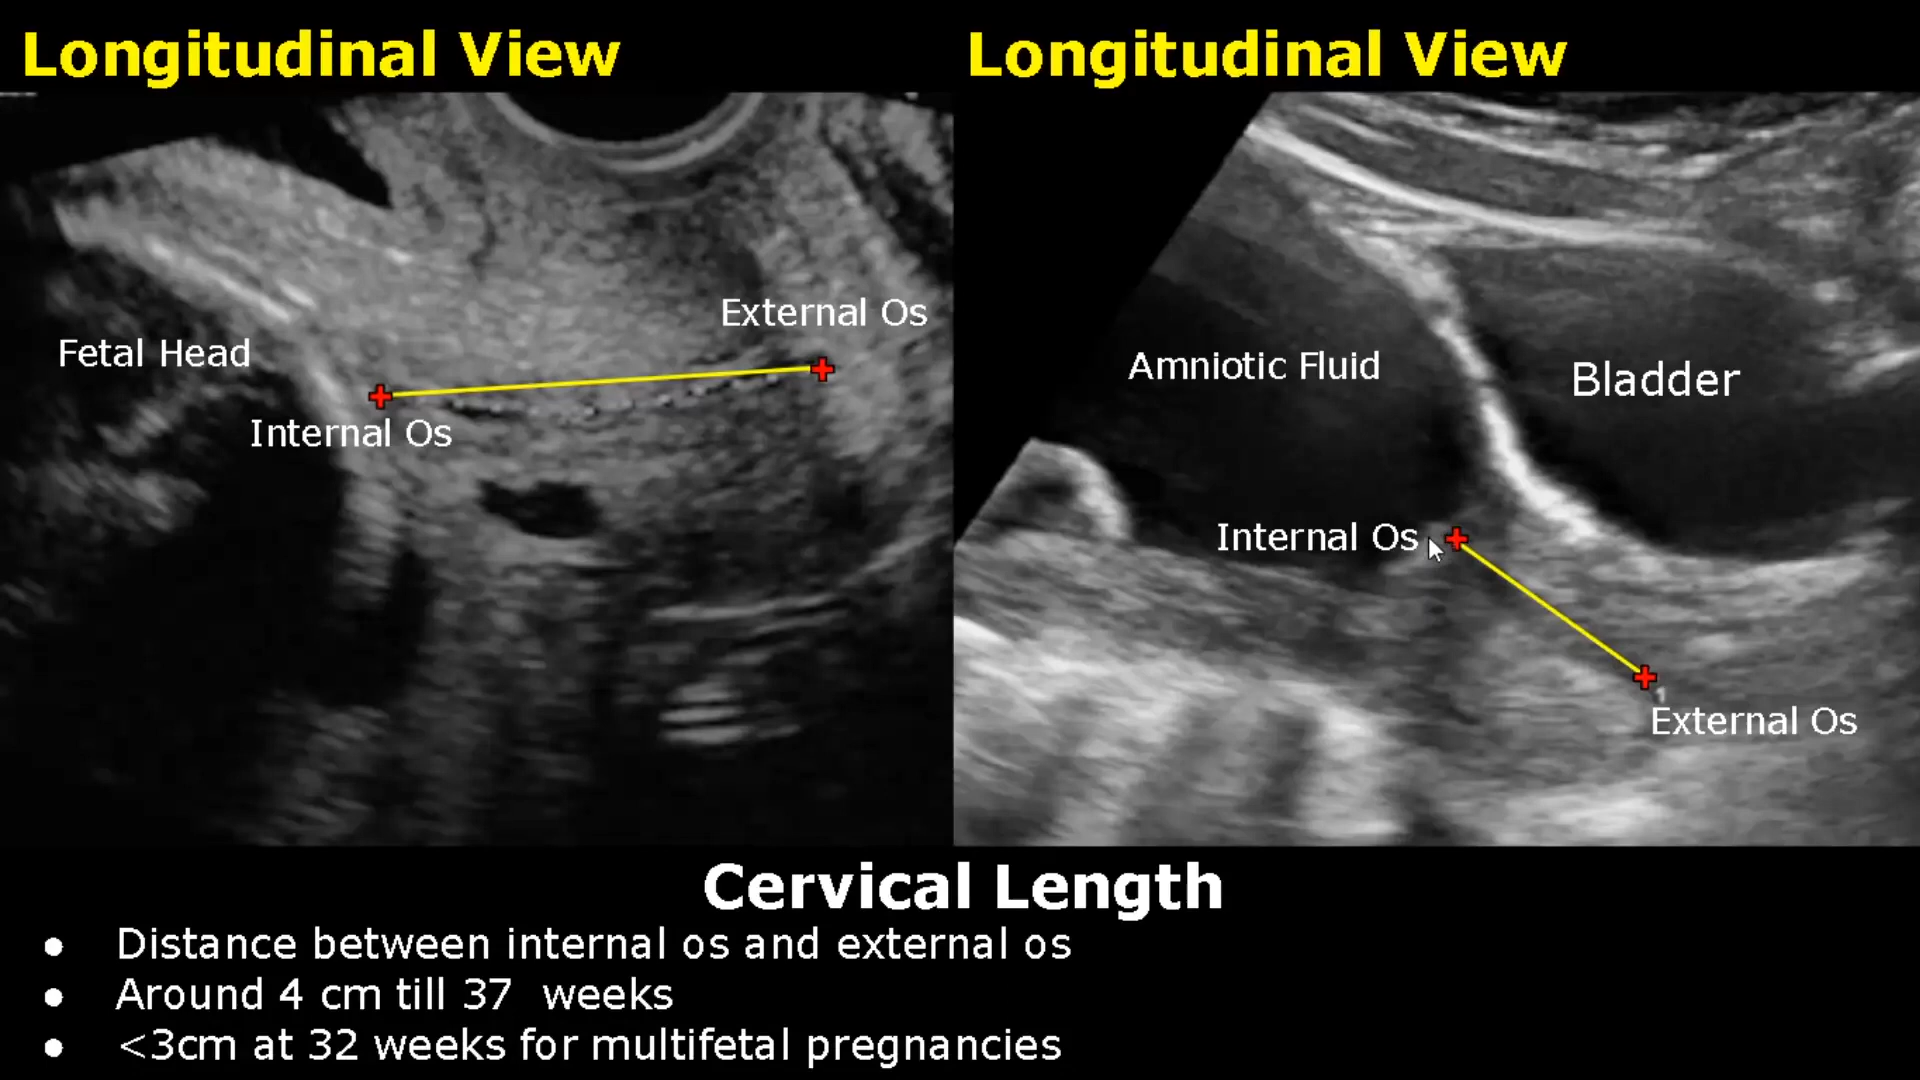 Longitudinal View
Longitudinal View
Fetal Head
Internal Os
External Os
Amniotic Fluid
Bladder
Internal Os
1
External Os
Cervical Length
• Distance between internal os and external os
• Around 4 cm till 37 weeks
• <3cm at 32 weeks for multifetal pregnancies